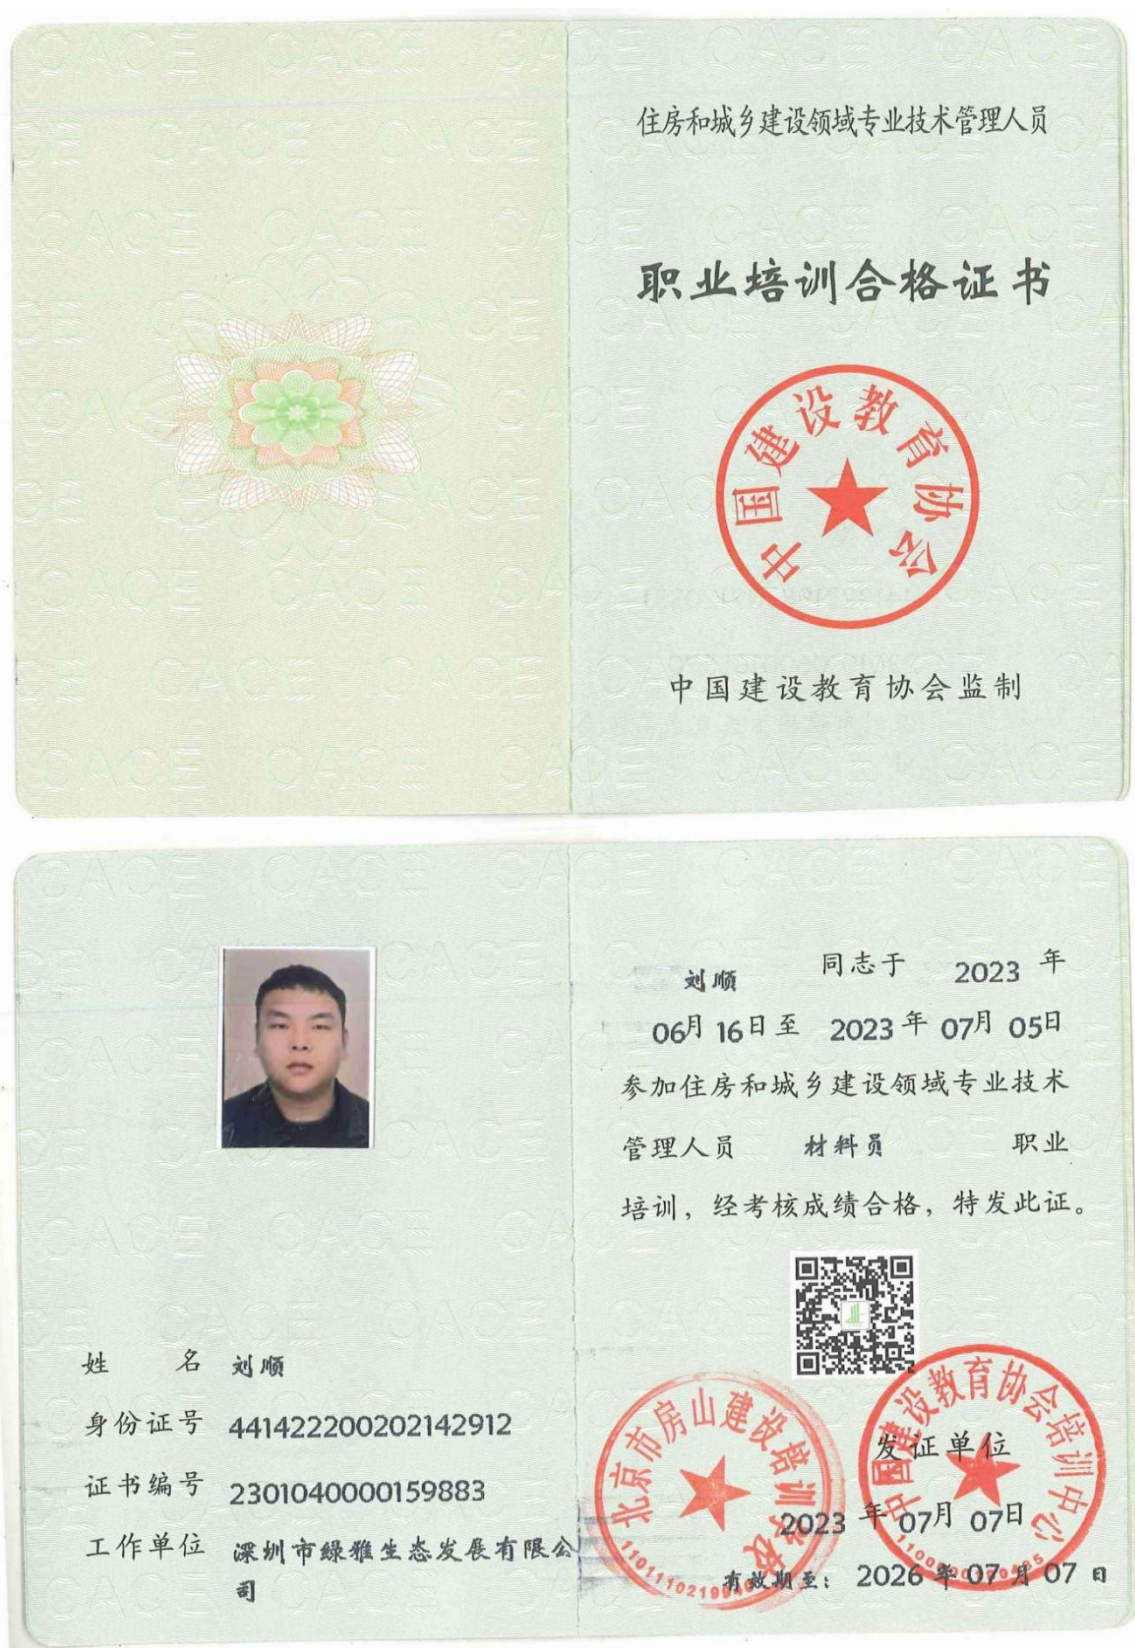 住房和城乡建设领域专业技术管理人员
职业培训合格证书
中国建设教育协会
中国建设教育协会监制
刘顺 同志于 2023 年
06月 16日至 2023 年 07月 05日
参加住房和城乡建设领域专业技术
管理人员 材料员 职业
培训，经考核成绩合格，特发此证。
姓 名 刘顺
身份证号 441422200202142912
证书编号 2301040000159883
工作单位 深圳市緑雅生态发展有限公
司
北京市房山建设培训学校
中国建设教育协会培训中心
发证单位
2023 年 07月 07日
有效期至： 2026 年 07 月 07 日
CACE